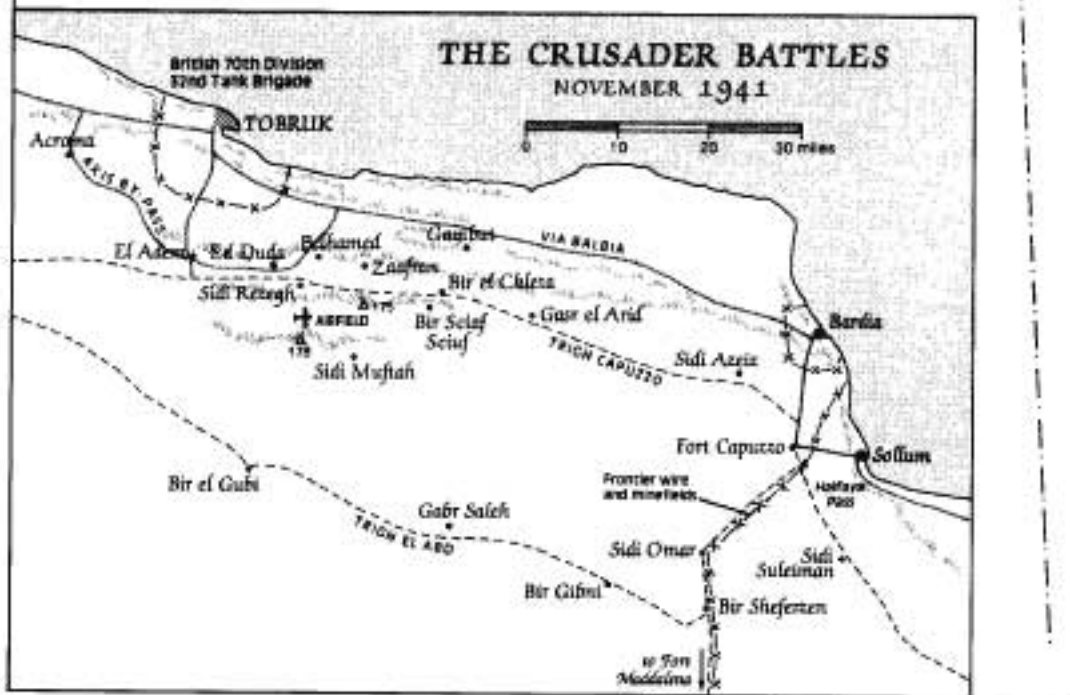 THE CRUSADER BATTLES
NOVEMBER 1941
0 10 20 30 miles
British 70th Division
32nd Tank Brigade
TOBRUK
Acroma
AXIS BY-PASS
El Adem
Ed Duda
Belhamed
Gambut
VIA BALBIA
Zaafran
Sidi Rezegh
175
Bir el Chleta
AIRFIELD
Bir Sciaf
Sciuf
Gasr el Arid
Bardia
178
Sidi Muftah
TRIGH CAPUZZO
Sidi Azeiz
Fort Capuzzo
Sollum
Bir el Gubi
Frontier wire
and minefields
Halfaya
Pass
Gabr Saleh
TRIGH EL ABD
Sidi Omar
Sidi
Suleiman
Bir Gibni
Bir Sheferzen
to Fort
Maddalena